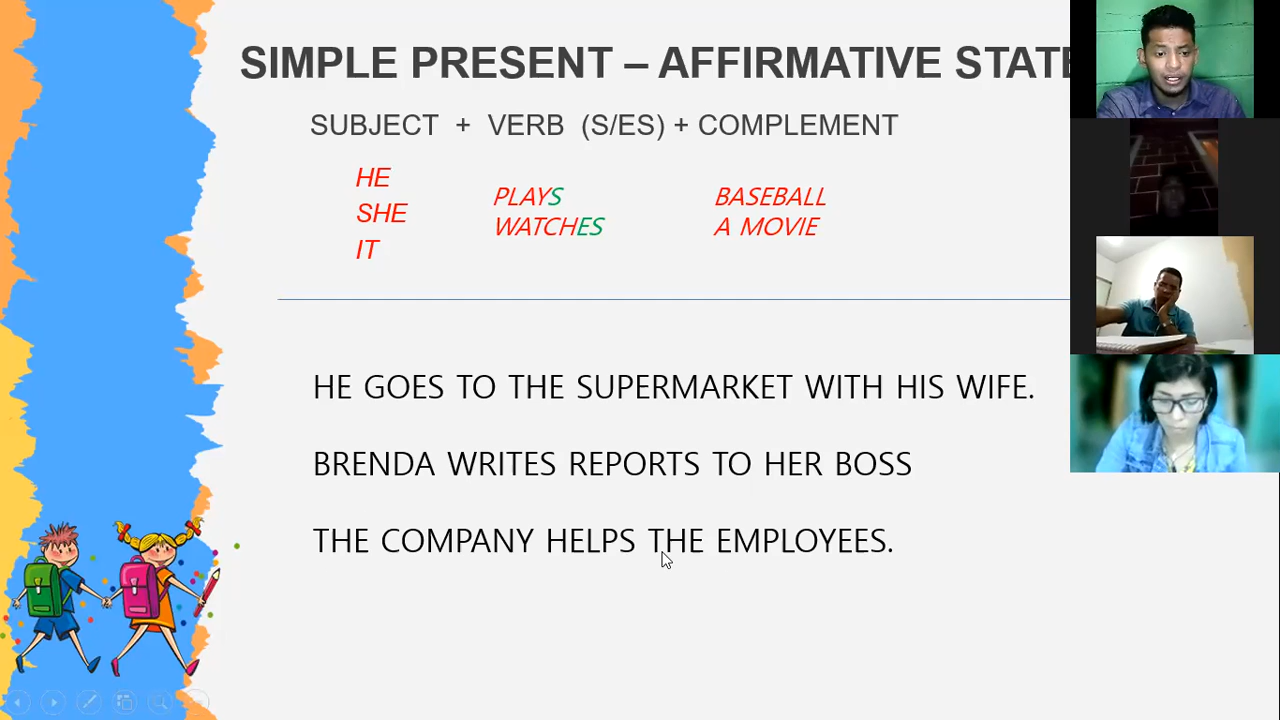 SIMPLE PRESENT – AFFIRMATIVE STATE
SUBJECT + VERB (S/ES) + COMPLEMENT
HE
SHE
IT
PLAYS
WATCHES
BASEBALL
A MOVIE
HE GOES TO THE SUPERMARKET WITH HIS WIFE.
BRENDA WRITES REPORTS TO HER BOSS
THE COMPANY HELPS THE EMPLOYEES.